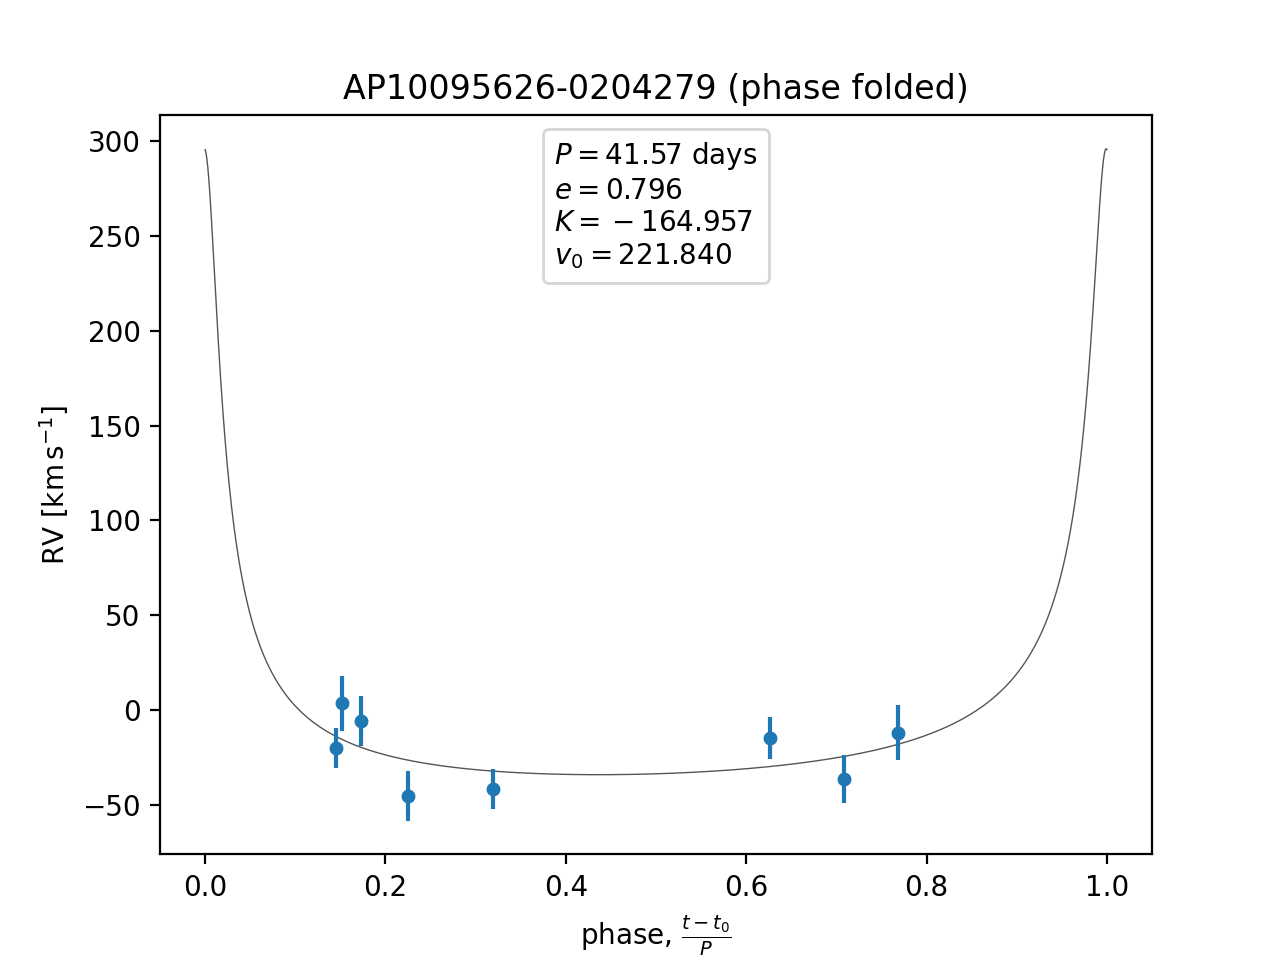 AP10095626-0204279 (phase folded)
P = 41.57 days
e = 0.796
K = −164.957
v₀ = 221.840
300
250
200
150
100
50
0
−50
RV [km s⁻¹]
0.0 0.2 0.4 0.6 0.8 1.0
phase, (t − t₀)/P